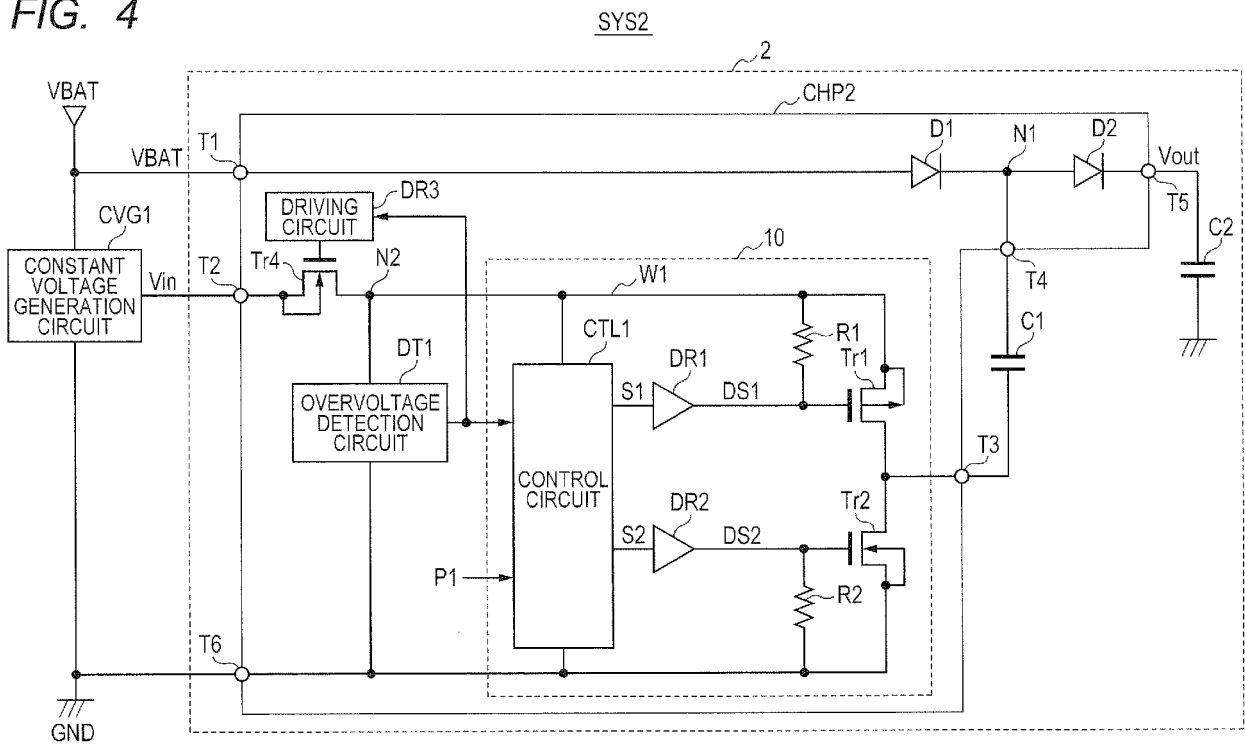 FIG. 4
SYS2
2
VBAT
CHP2
VBAT
T1
D1
N1
D2
Vout
T5
CVG1
DRIVING
CIRCUIT
DR3
CONSTANT
VOLTAGE
GENERATION
CIRCUIT
Vin
T2
Tr4
N2
10
W1
T4
C2
CTL1
R1
C1
DT1
OVERVOLTAGE
DETECTION
CIRCUIT
S1
DR1
DS1
Tr1
CONTROL
CIRCUIT
T3
S2
DR2
DS2
Tr2
P1
R2
T6
GND